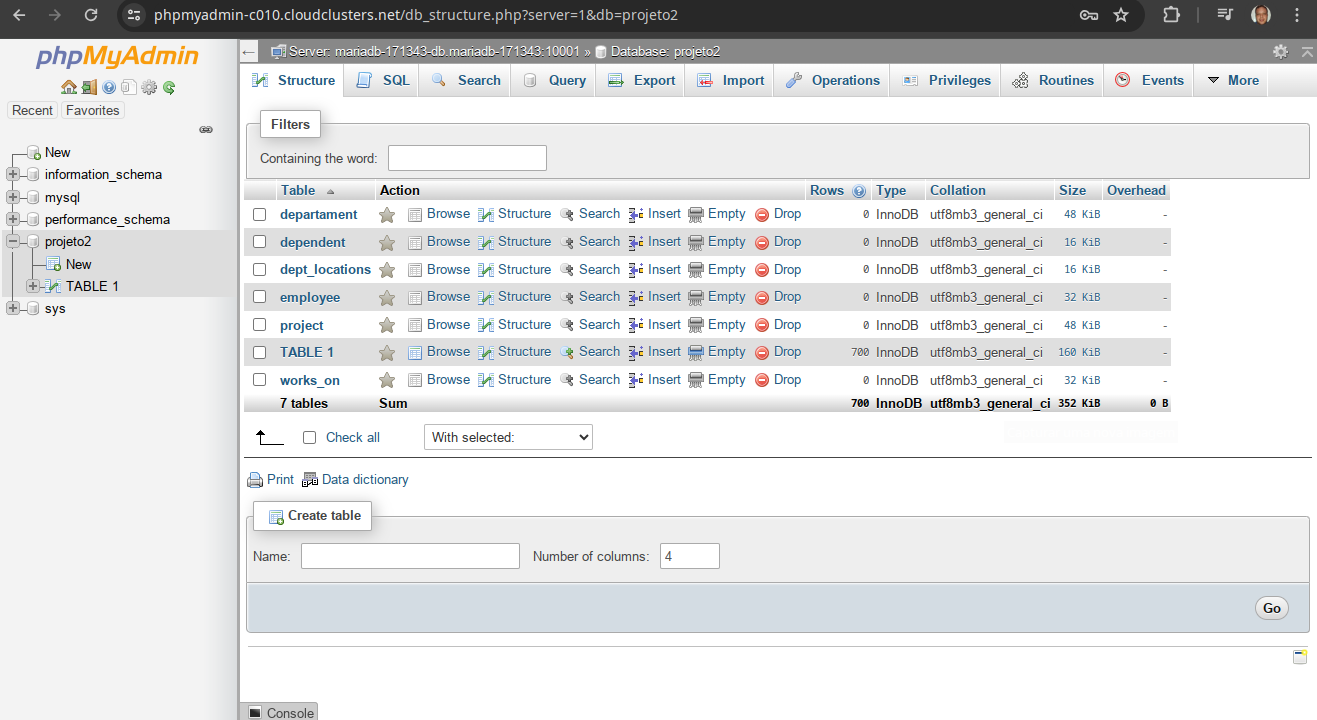 phpmyadmin-c010.cloudclusters.net/db_structure.php?server=1&db=projeto2
phpMyAdmin
Recent Favorites
New
information_schema
mysql
performance_schema
projeto2
New
TABLE 1
sys
Server: mariadb-171343-db.mariadb-171343:10001 » Database: projeto2
Structure SQL Search Query Export Import Operations Privileges Routines Events More
Filters
Containing the word:
Table Action Rows Type Collation Size Overhead
departament Browse Structure Search Insert Empty Drop 0 InnoDB utf8mb3_general_ci 48 KiB -
dependent Browse Structure Search Insert Empty Drop 0 InnoDB utf8mb3_general_ci 16 KiB -
dept_locations Browse Structure Search Insert Empty Drop 0 InnoDB utf8mb3_general_ci 16 KiB -
employee Browse Structure Search Insert Empty Drop 0 InnoDB utf8mb3_general_ci 32 KiB -
project Browse Structure Search Insert Empty Drop 0 InnoDB utf8mb3_general_ci 48 KiB -
TABLE 1 Browse Structure Search Insert Empty Drop 700 InnoDB utf8mb3_general_ci 160 KiB -
works_on Browse Structure Search Insert Empty Drop 0 InnoDB utf8mb3_general_ci 32 KiB -
7 tables Sum 700 InnoDB utf8mb3_general_ci 352 KiB 0 B
Check all With selected:
Print Data dictionary
Create table
Name: Number of columns: 4
Go
Console